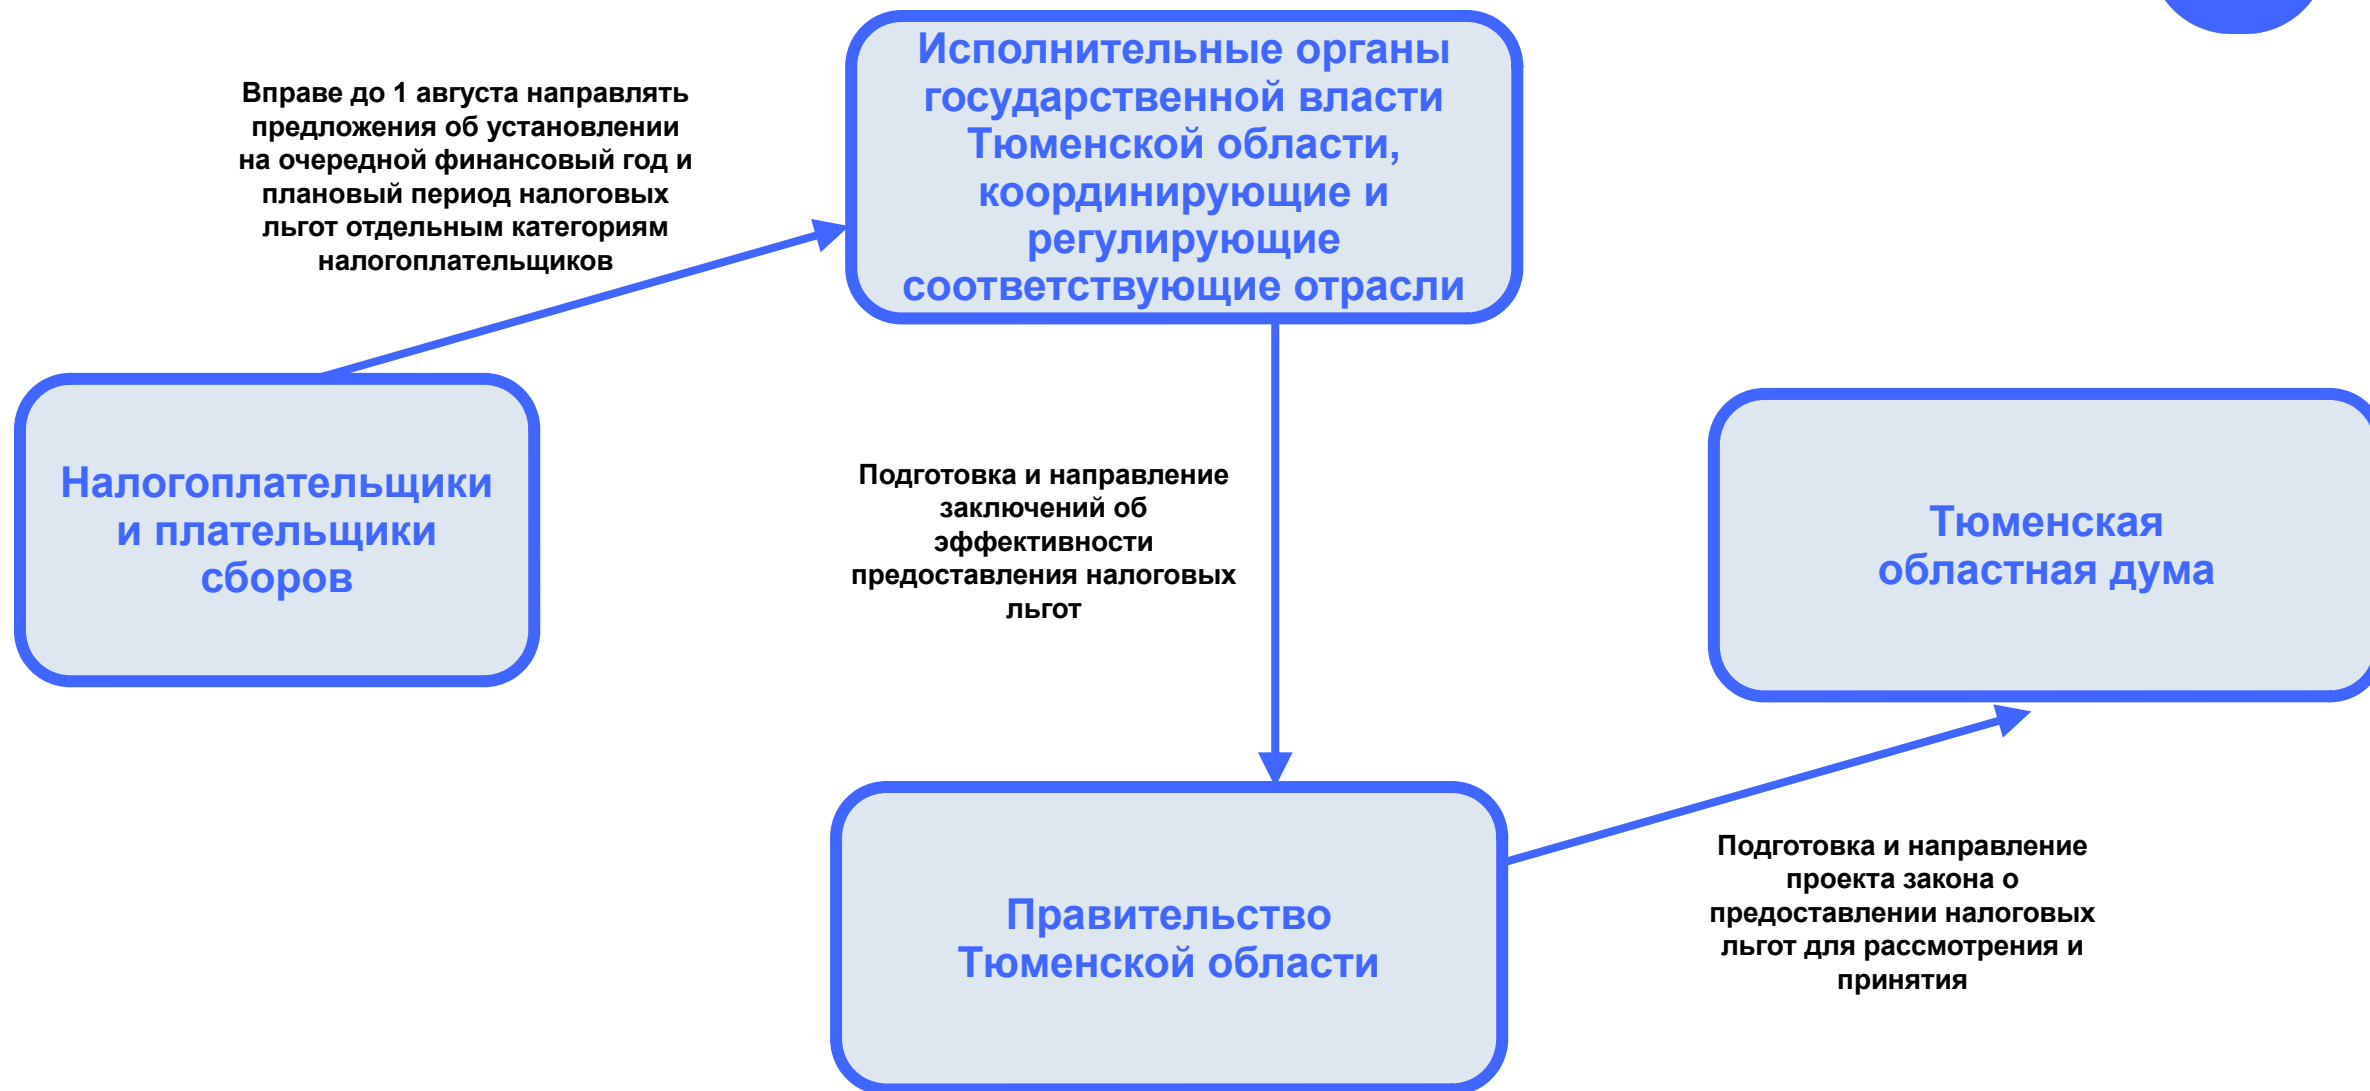 Вправе до 1 августа направлять
предложения об установлении
на очередной финансовый год и
плановый период налоговых
льгот отдельным категориям
налогоплательщиков
Исполнительные органы
государственной власти
Тюменской области,
координирующие и
регулирующие
соответствующие отрасли
Налогоплательщики
и плательщики
сборов
Подготовка и направление
заключений об
эффективности
предоставления налоговых
льгот
Тюменская
областная дума
Правительство
Тюменской области
Подготовка и направление
проекта закона о
предоставлении налоговых
льгот для рассмотрения и
принятия